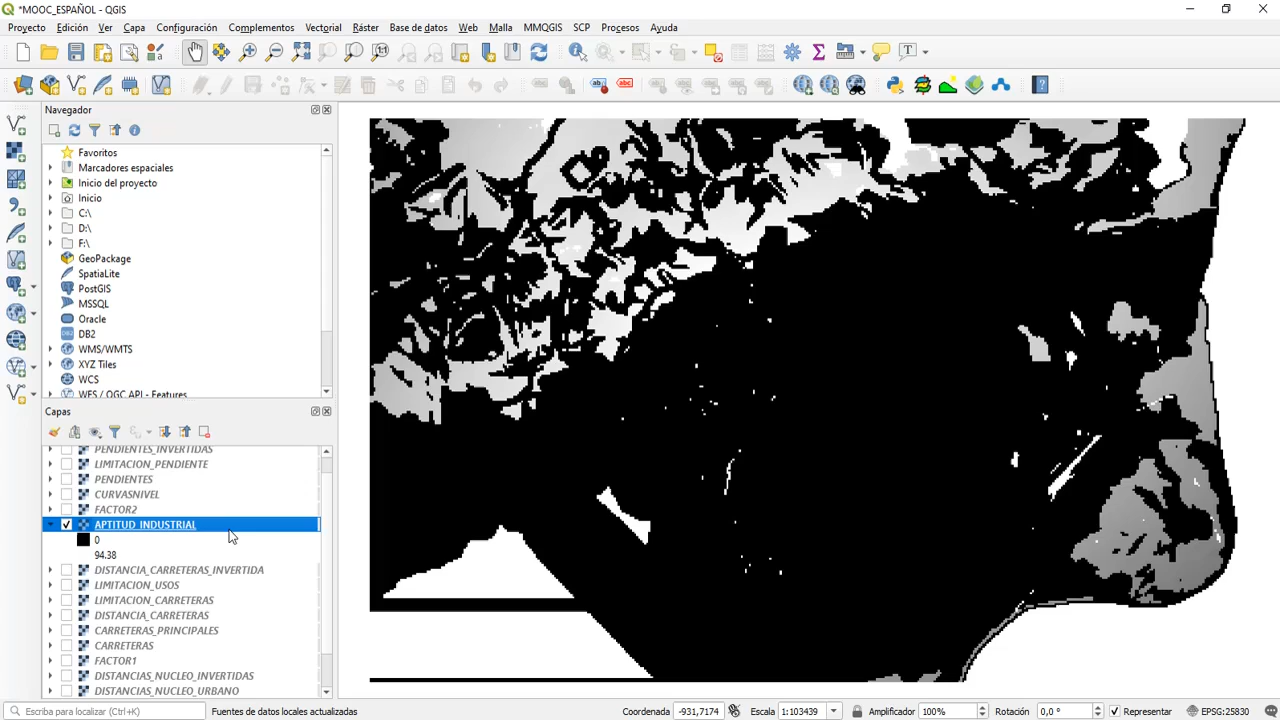 *MOOC_ESPAÑOL - QGIS
Proyecto Edición Ver Capa Configuración Complementos Vectorial Ráster Base de datos Web Malla MMQGIS SCP Procesos Ayuda
Navegador
Favoritos
Marcadores espaciales
Inicio del proyecto
Inicio
C:\
D:\
F:\
GeoPackage
SpatiaLite
PostGIS
MSSQL
Oracle
DB2
WMS/WMTS
XYZ Tiles
WCS
WFS / OGC API - Features
Capas
PENDIENTES_INVERTIDAS
LIMITACION_PENDIENTE
PENDIENTES
CURVASNIVEL
FACTOR2
APTITUD_INDUSTRIAL
0
94.38
DISTANCIA_CARRETERAS_INVERTIDA
LIMITACION_USOS
LIMITACION_CARRETERAS
DISTANCIA_CARRETERAS
CARRETERAS_PRINCIPALES
CARRETERAS
FACTOR1
DISTANCIAS_NUCLEO_INVERTIDAS
DISTANCIAS_NUCLEO_URBANO
Escriba para localizar (Ctrl+K) Fuentes de datos locales actualizadas Coordenada -931,7174 Escala 1:103439 Amplificador 100% Rotación 0,0 ° Representar EPSG:25830